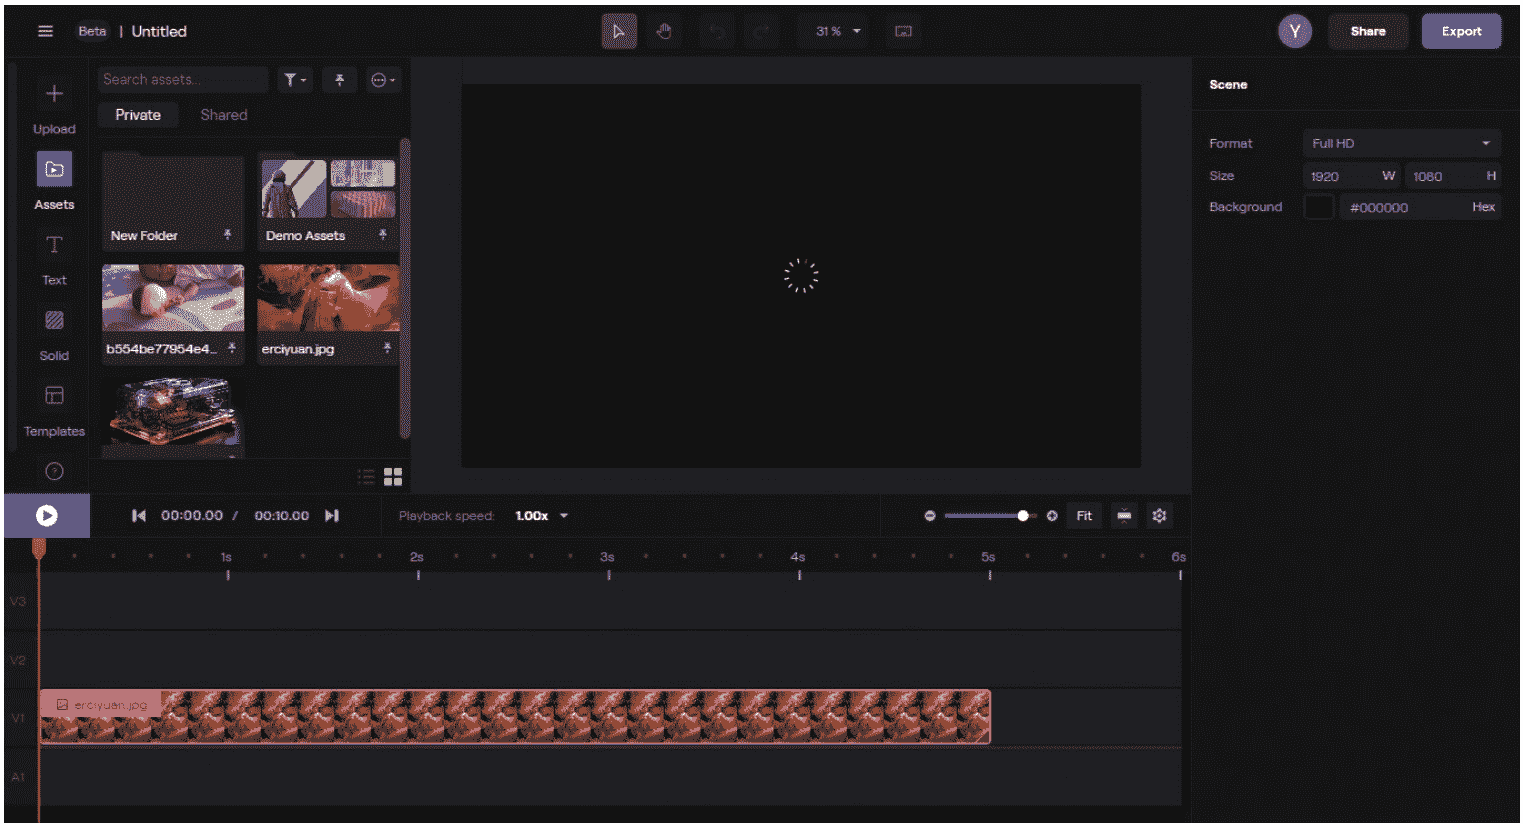 Beta | Untitled
31 %
Y
Share
Export
Search assets...
Private
Shared
Upload
Assets
Text
Solid
Templates
New Folder
Demo Assets
b554be77954e4...
erciyuan.jpg
Scene
Format
Full HD
Size
1920 W
1080 H
Background
#000000 Hex
00:00.00 / 00:10.00
Playback speed: 1.00x
Fit
1s 2s 3s 4s 5s 6s
V3
V2
V1
erciyuan.jpg
A1